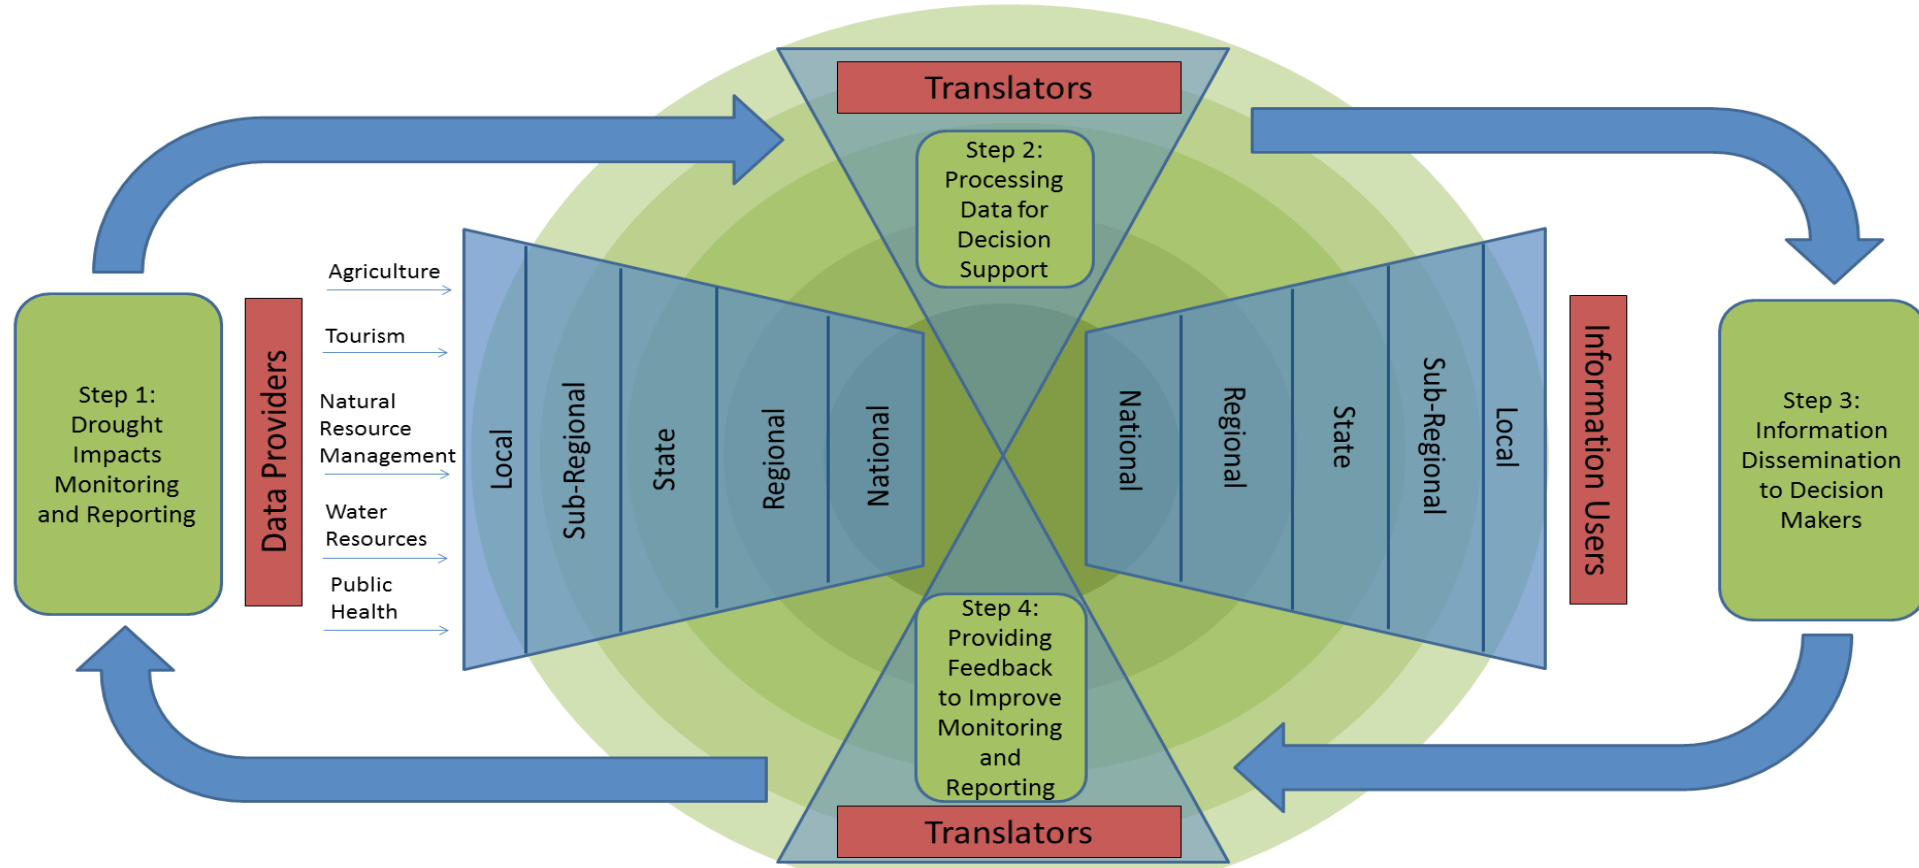 Translators
Step 2:
Processing
Data for
Decision
Support
Step 1:
Drought
Impacts
Monitoring
and Reporting
Data Providers
Agriculture
Tourism
Natural
Resource
Management
Water
Resources
Public
Health
Local
Sub-Regional
State
Regional
National
National
Regional
State
Sub-Regional
Local
Information Users
Step 3:
Information
Dissemination
to Decision
Makers
Step 4:
Providing
Feedback
to Improve
Monitoring
and
Reporting
Translators